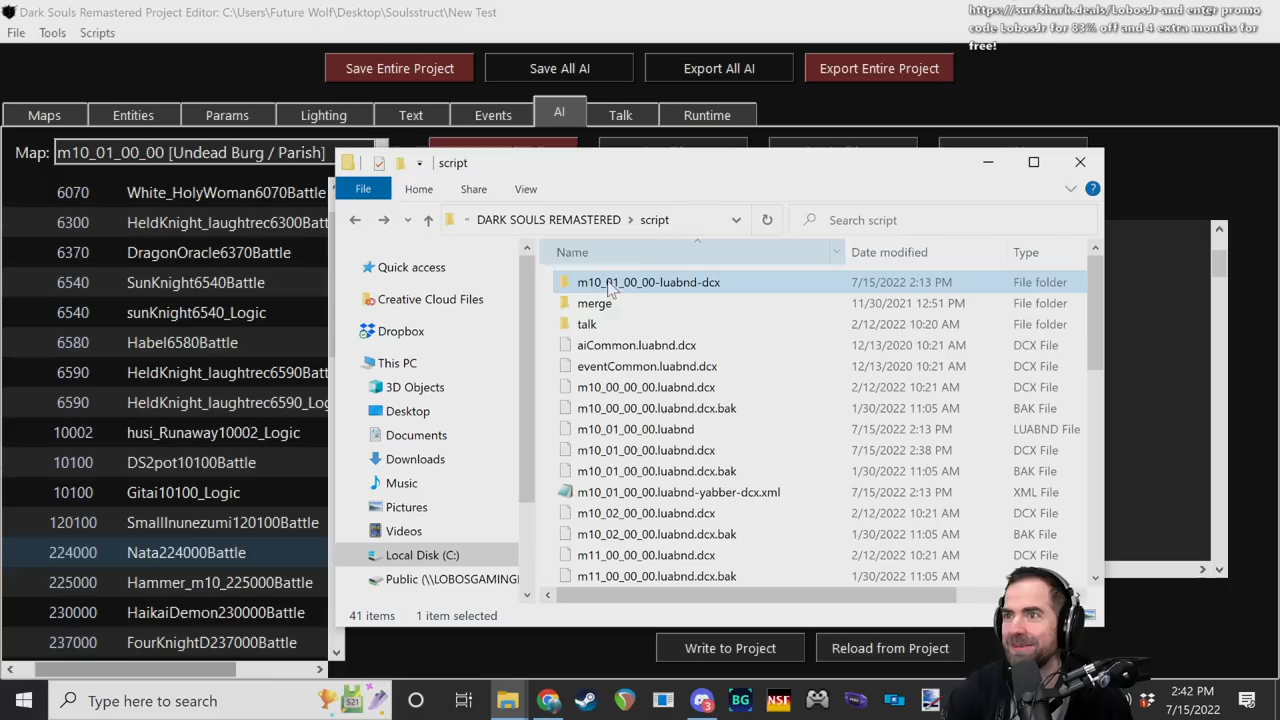 Dark Souls Remastered Project Editor: C:\Users\Future Wolf\Desktop\Soulsstruct\New Test
https://surfshark.deals/LobosJr and enter promo
code LobosJr for 83% off and 4 extra months for
free!
File Tools Scripts
Save Entire Project Save All AI Export All AI Export Entire Project
Maps Entities Params Lighting Text Events AI Talk Runtime
Map: m10_01_00_00 [Undead Burg / Parish]
6070 White_HolyWoman6070Battle
6300 HeldKnight_laughtrec6300Batt
6370 DragonOracle6370Battle
6540 SunKnight6540Battle
6540 sunKnight6540_Logic
6580 Habel6580Battle
6590 HeldKnight_laughtrec6590Batt
6590 HeldKnight_laughtrec6590_Log
10002 husi_Runaway10002_Logic
10100 DS2pot10100Battle
10100 Gitai10100_Logic
120100 SmallInunezumi120100Battle
224000 Nata224000Battle
225000 Hammer_m10_225000Battle
230000 HaikaiDemon230000Battle
237000 FourKnightD237000Battle
script
File Home Share View
« DARK SOULS REMASTERED › script
Search script
Quick access
Creative Cloud Files
Dropbox
This PC
3D Objects
Desktop
Documents
Downloads
Music
Pictures
Videos
Local Disk (C:)
Public (\\LOBOSGAMING
Name Date modified Type
m10_01_00_00-luabnd-dcx 7/15/2022 2:13 PM File folder
merge 11/30/2021 12:51 PM File folder
talk 2/12/2022 10:20 AM File folder
aiCommon.luabnd.dcx 12/13/2020 10:21 AM DCX File
eventCommon.luabnd.dcx 12/13/2020 10:21 AM DCX File
m10_00_00_00.luabnd.dcx 2/12/2022 10:21 AM DCX File
m10_00_00_00.luabnd.dcx.bak 1/30/2022 11:05 AM BAK File
m10_01_00_00.luabnd 7/15/2022 2:13 PM LUABND File
m10_01_00_00.luabnd.dcx 7/15/2022 2:38 PM DCX File
m10_01_00_00.luabnd.dcx.bak 1/30/2022 11:05 AM BAK File
m10_01_00_00.luabnd-yabber-dcx.xml 7/15/2022 2:13 PM XML File
m10_02_00_00.luabnd.dcx 2/12/2022 10:21 AM DCX File
m10_02_00_00.luabnd.dcx.bak 1/30/2022 11:05 AM BAK File
m11_00_00_00.luabnd.dcx 2/12/2022 10:21 AM DCX File
m11_00_00_00.luabnd.dcx.bak 1/30/2022 11:05 AM BAK File
41 items 1 item selected
Write to Project Reload from Project
Type here to search
521
BG NST
2:42 PM
7/15/2022